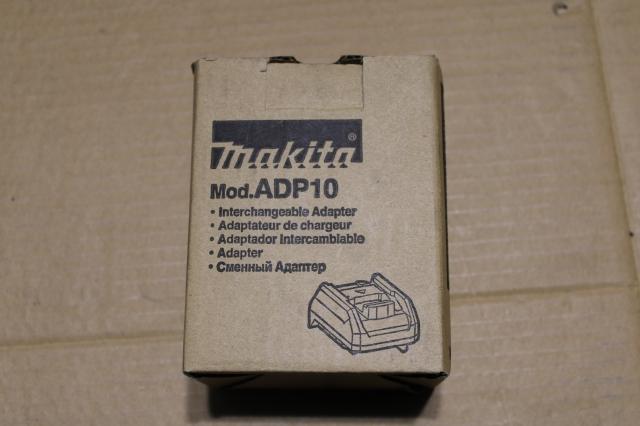 makita®
Mod.ADP10
• Interchangeable Adapter
• Adaptateur de chargeur
• Adaptador Intercambiable
• Adapter
• Сменный Адаптер